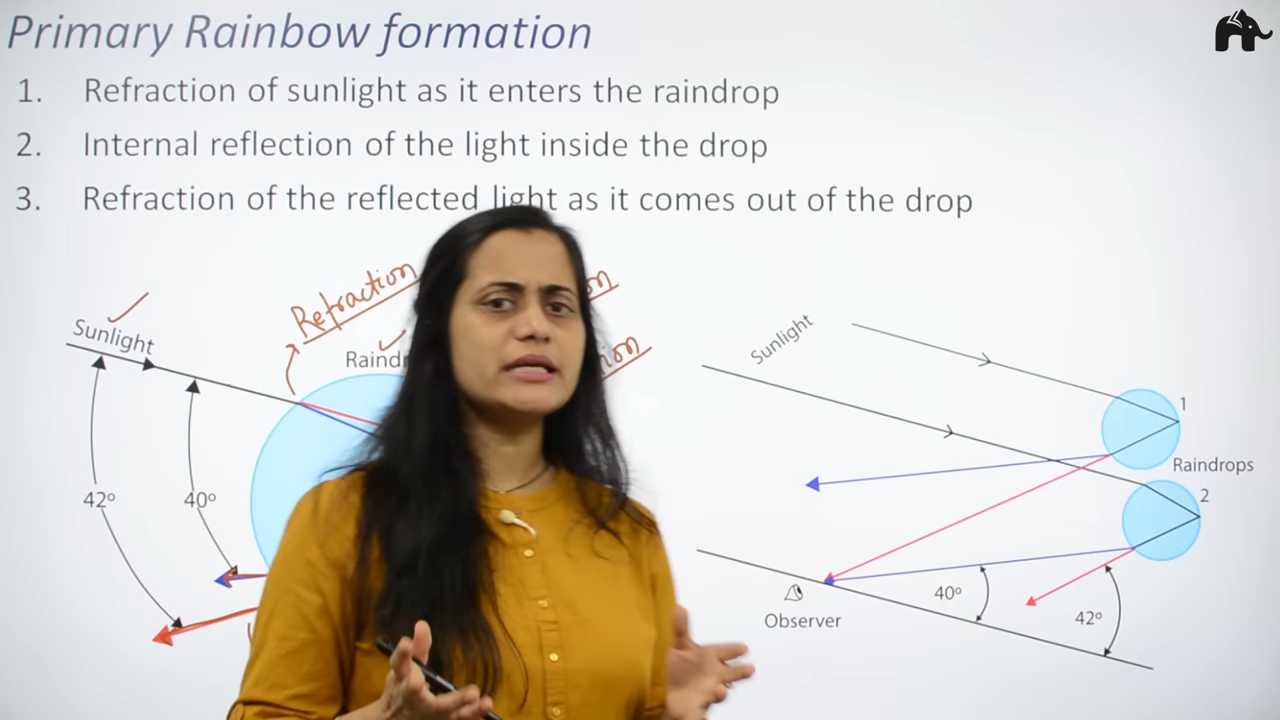 Primary Rainbow formation
1. Refraction of sunlight as it enters the raindrop
2. Internal reflection of the light inside the drop
3. Refraction of the reflected light as it comes out of the drop
Sunlight
Refraction
42°
40°
Sunlight
1
Raindrops
2
Observer
40°
42°